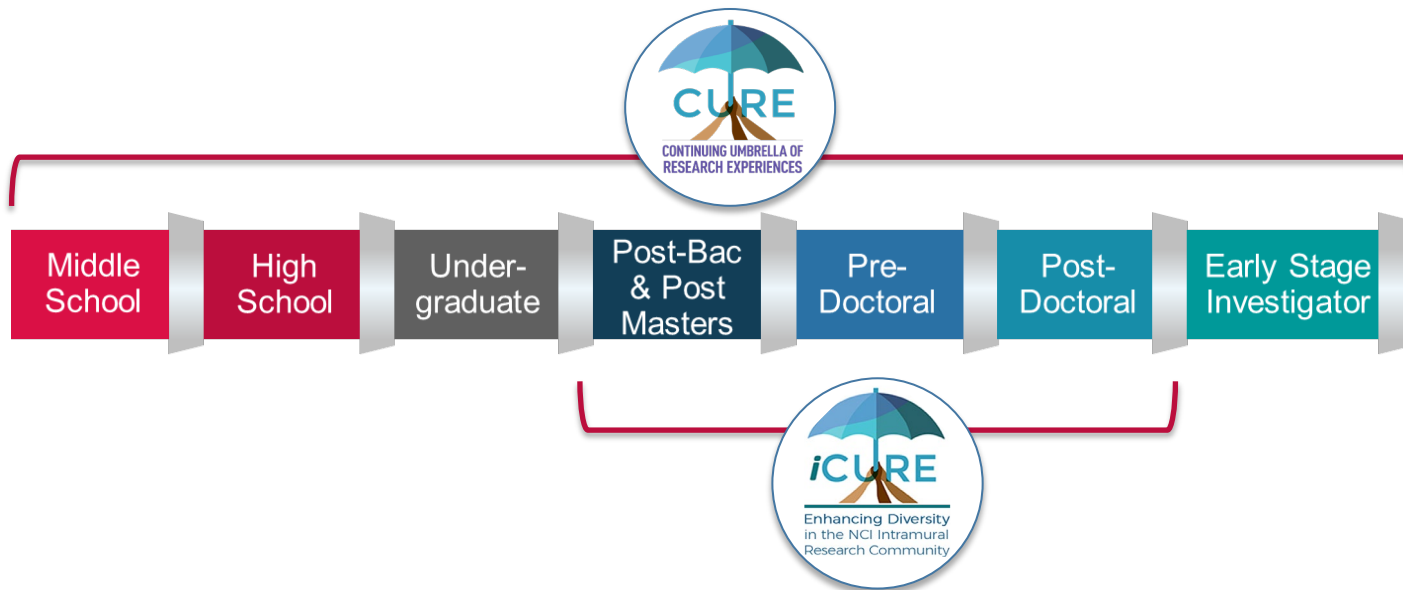 CURE
CONTINUING UMBRELLA OF
RESEARCH EXPERIENCES
Middle
School
High
School
Under-
graduate
Post-Bac
& Post
Masters
Pre-
Doctoral
Post-
Doctoral
Early Stage
Investigator
iCURE
Enhancing Diversity
in the NCI Intramural
Research Community